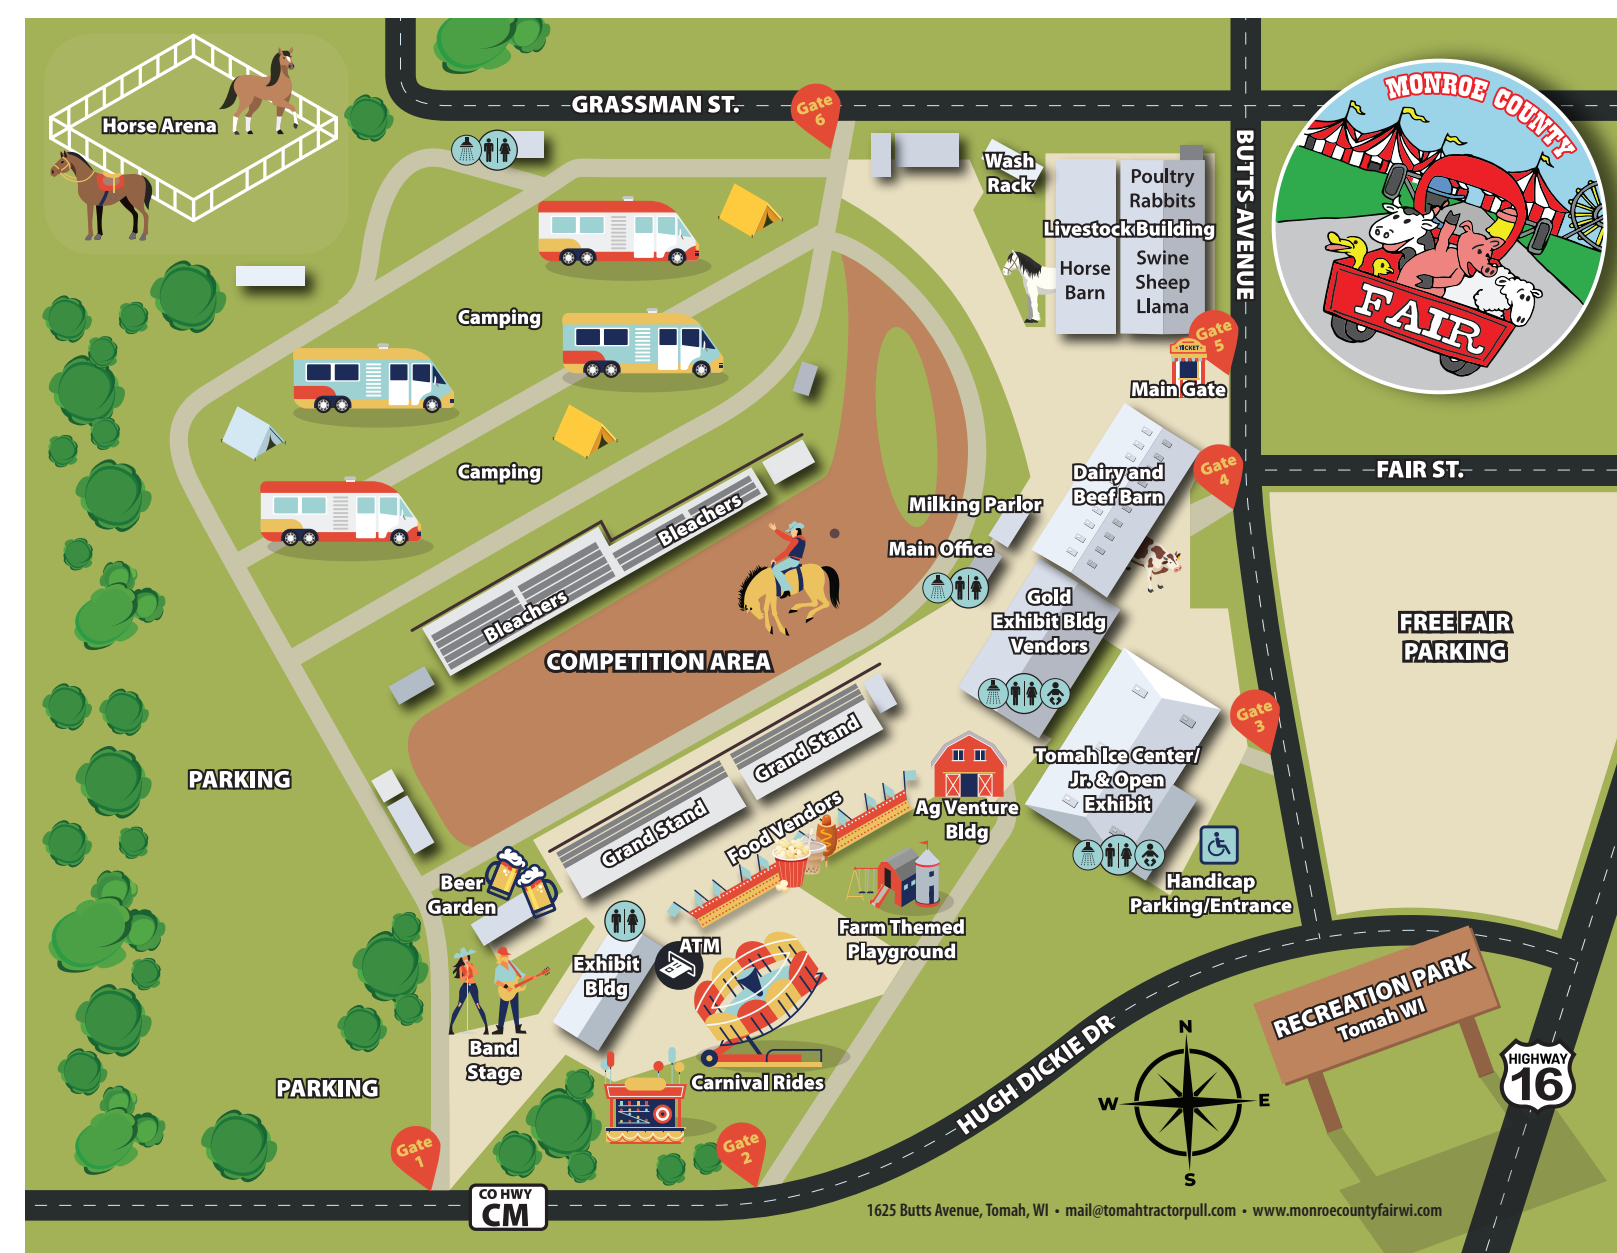 GRASSMAN ST.
Gate
6
MONROE COUNTY
FAIR
Horse Arena
Wash
Rack
Poultry
Rabbits
Livestock Building
Horse
Barn
Swine
Sheep
Llama
BUTTS AVENUE
Gate
5
TICKET
Main Gate
Camping
Camping
Gate
4
FAIR ST.
Dairy and
Beef Barn
Milking Parlor
Main Office
Bleachers
Bleachers
Gold
Exhibit Bldg
Vendors
FREE FAIR
PARKING
COMPETITION AREA
Gate
3
Grand Stand
Grand Stand
Tomah Ice Center/
Jr. & Open
Exhibit
PARKING
Food Vendors
Ag Venture
Bldg
Beer
Garden
Handicap
Parking/Entrance
Farm Themed
Playground
ATM
Exhibit
Bldg
RECREATION PARK
Tomah WI
Band
Stage
Carnival Rides
PARKING
HUGH DICKIE DR
N
W
E
S
HIGHWAY
16
Gate
1
Gate
2
CO HWY
CM
1625 Butts Avenue, Tomah, WI • mail@tomahtractorpull.com • www.monroecountyfairwi.com